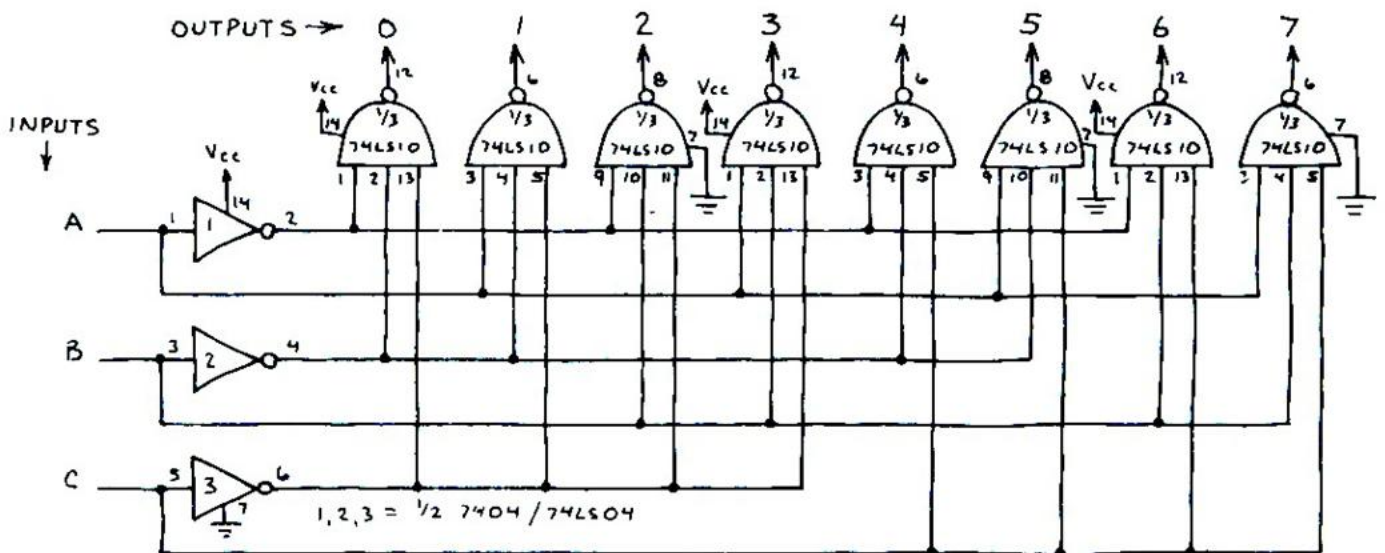 OUTPUTS → 0 1 2 3 4 5 6 7
12 6 8 12 6 8 12 6
Vcc Vcc Vcc
INPUTS
1/3 1/3 1/3 1/3 1/3 1/3 1/3 1/3
14 14 14 7
74LS10 74LS10 74LS10 7 74LS10 74LS10 74LS10 7 74LS10 74LS10
Vcc
1 2 13 3 4 5 9 10 11 1 2 13 3 4 5 9 10 11 1 2 13 3 4 5
14
A 1 1 2
B 3 2 4
C 5 3 6
7
1,2,3 = 1/2 7404/74LS04